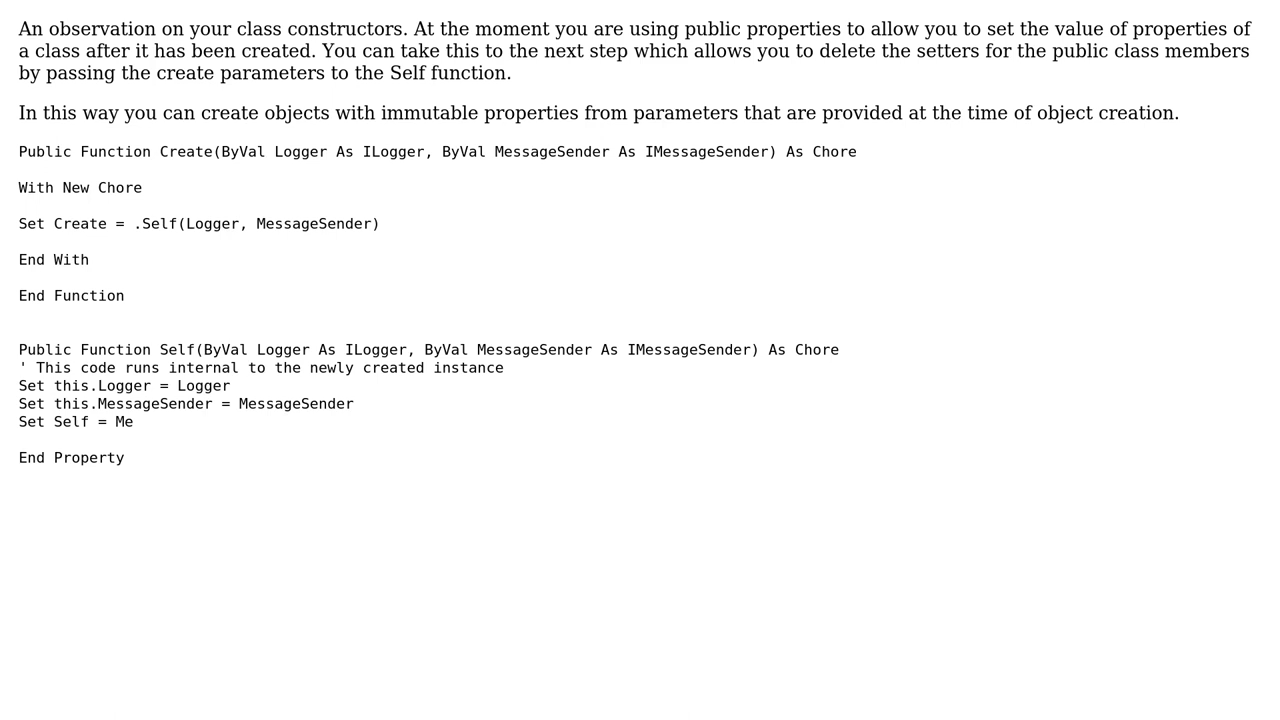 An observation on your class constructors. At the moment you are using public properties to allow you to set the value of properties of
a class after it has been created. You can take this to the next step which allows you to delete the setters for the public class members
by passing the create parameters to the Self function.
In this way you can create objects with immutable properties from parameters that are provided at the time of object creation.
Public Function Create(ByVal Logger As ILogger, ByVal MessageSender As IMessageSender) As Chore
With New Chore
Set Create = .Self(Logger, MessageSender)
End With
End Function
Public Function Self(ByVal Logger As ILogger, ByVal MessageSender As IMessageSender) As Chore
' This code runs internal to the newly created instance
Set this.Logger = Logger
Set this.MessageSender = MessageSender
Set Self = Me
End Property